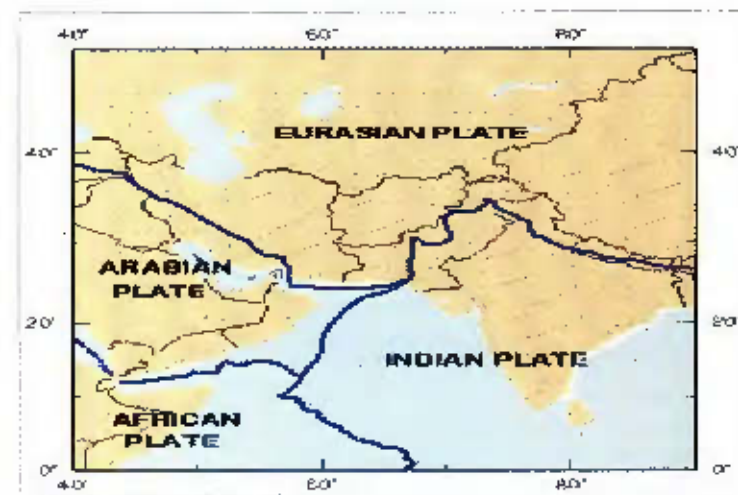 40° 60° 80°
EURASIAN PLATE
40° 40°
ARABIAN
PLATE
20° 20°
INDIAN PLATE
AFRICAN
PLATE
0° 0°
40° 60° 80°